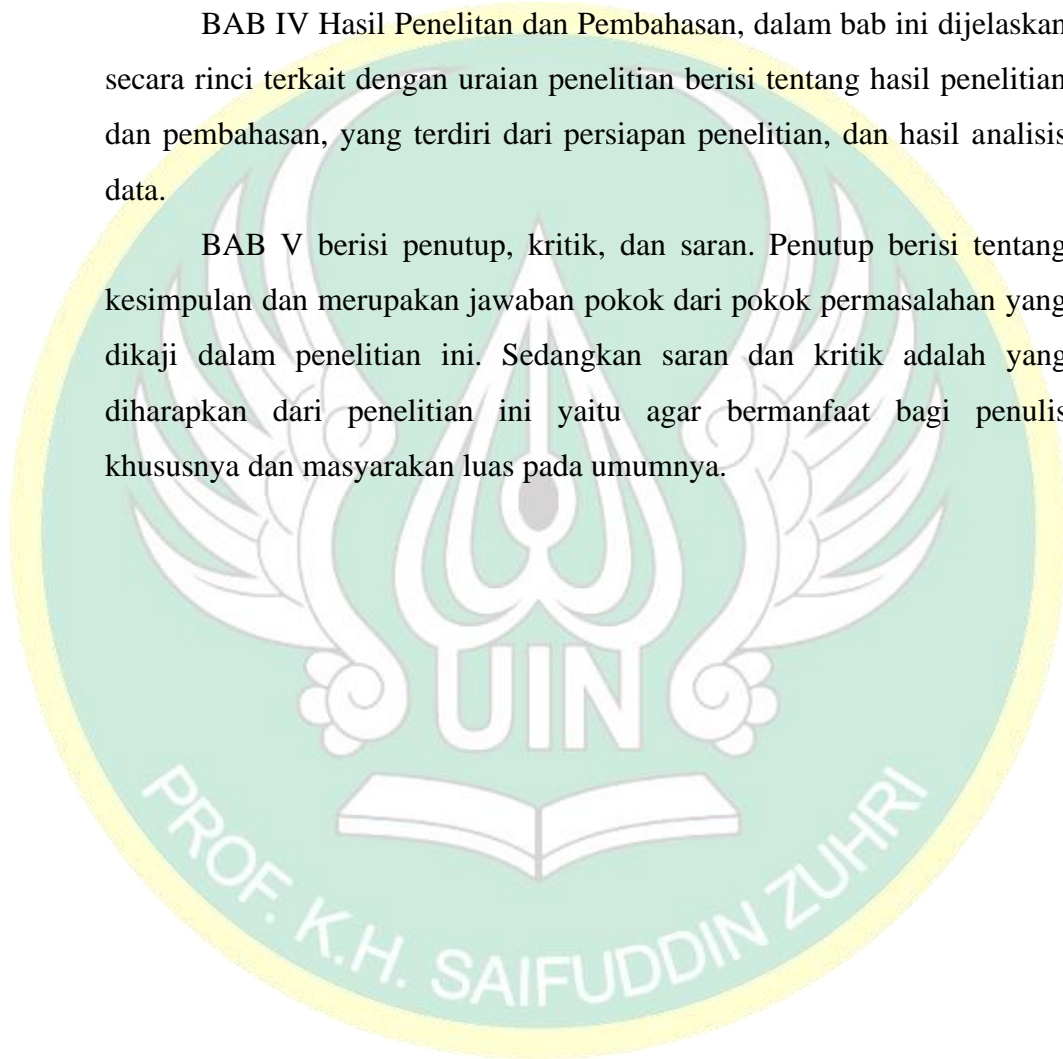 BAB IV Hasil Penelitan dan Pembahasan, dalam bab ini dijelaskan
secara rinci terkait dengan uraian penelitian berisi tentang hasil penelitian
dan pembahasan, yang terdiri dari persiapan penelitian, dan hasil analisis
data.
BAB V berisi penutup, kritik, dan saran. Penutup berisi tentang
kesimpulan dan merupakan jawaban pokok dari pokok permasalahan yang
dikaji dalam penelitian ini. Sedangkan saran dan kritik adalah yang
diharapkan dari penelitian ini yaitu agar bermanfaat bagi penulis
khususnya dan masyarakan luas pada umumnya.
UIN
PROF. K.H. SAIFUDDIN ZUHRI